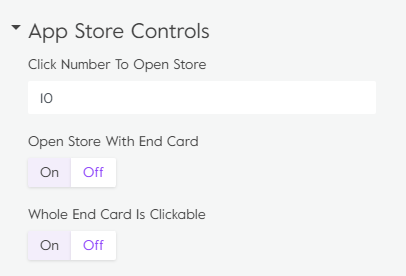 App Store Controls
Click Number To Open Store
10
Open Store With End Card
On Off
Whole End Card Is Clickable
On Off